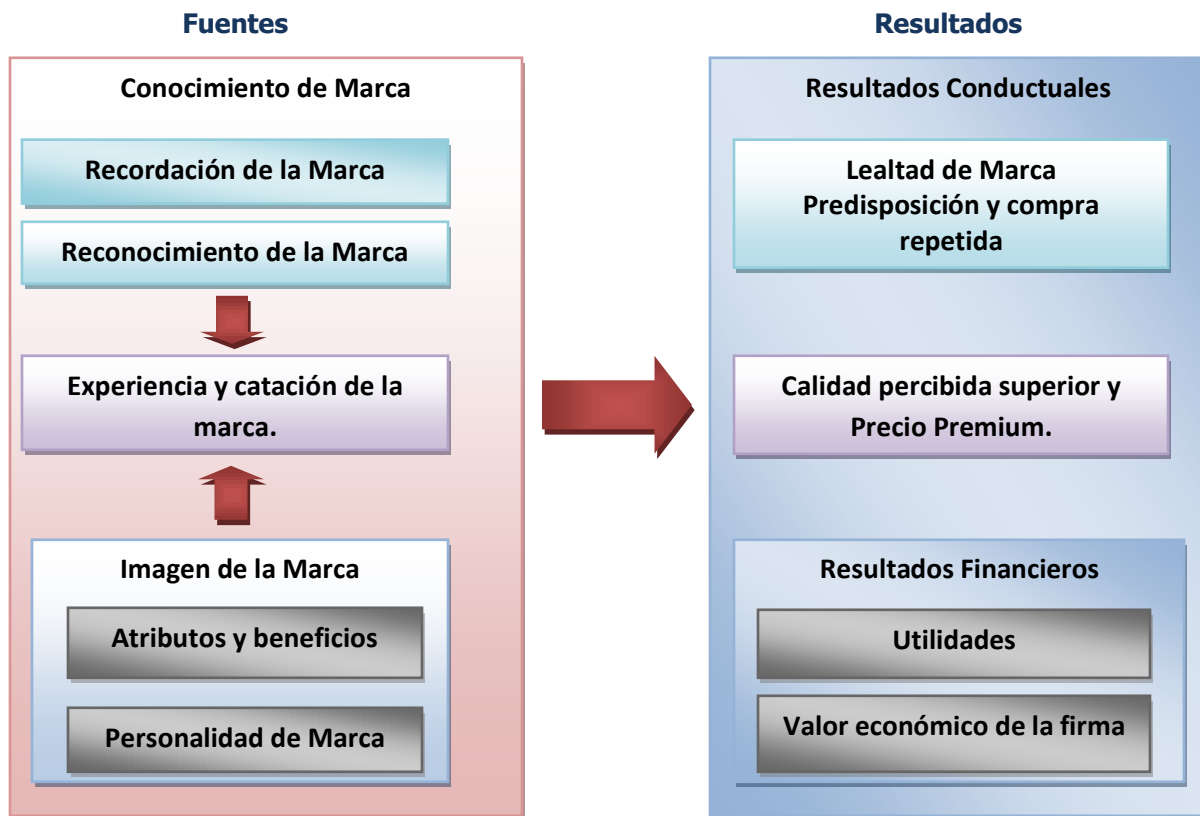 Fuentes
Conocimiento de Marca
Recordación de la Marca
Reconocimiento de la Marca
Experiencia y catación de la
marca.
Imagen de la Marca
Atributos y beneficios
Personalidad de Marca
Resultados
Resultados Conductuales
Lealtad de Marca
Predisposición y compra
repetida
Calidad percibida superior y
Precio Premium.
Resultados Financieros
Utilidades
Valor económico de la firma